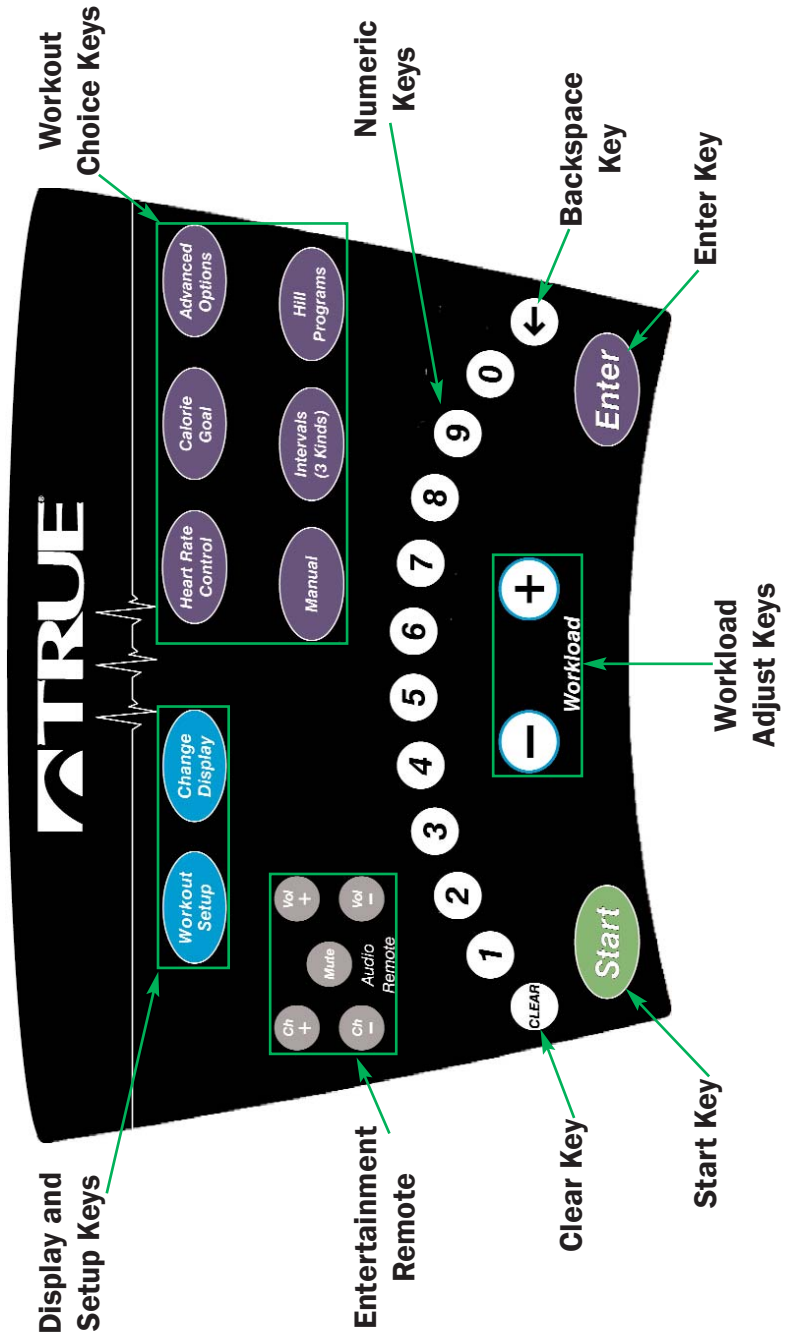 Display and
Setup Keys
Workout
Choice Keys
TRUE®
Workout
Setup
Change
Display
Heart Rate
Control
Calorie
Goal
Advanced
Options
Manual
Intervals
(3 Kinds)
Hill
Programs
Entertainment
Remote
Ch
+
Vol
+
Mute
Ch
–
Vol
–
Audio
Remote
Numeric
Keys
CLEAR
1
2
3
4
5
6
7
8
9
0
←
Backspace
Key
Clear Key
–
+
Workload
Start
Enter
Start Key
Workload
Adjust Keys
Enter Key